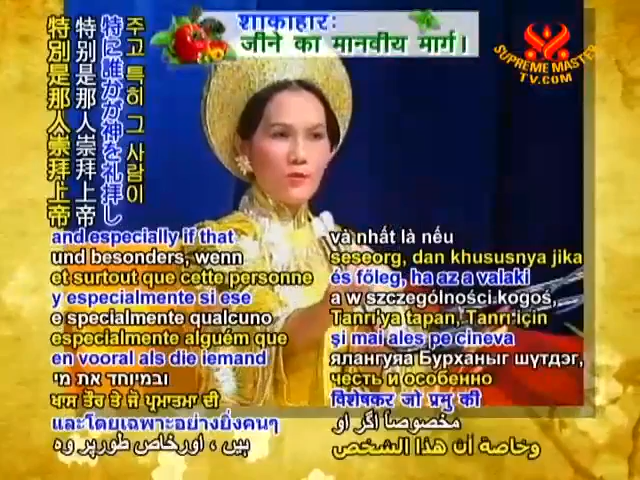 शाकाहार:
जीने का मानवीय मार्ग।
SUPREME MASTER
TV.COM
特別是那人崇拜上帝
特别是那人崇拜上帝
特に誰かが神を礼拝し
주고 특히 그 사람이
and especially if that
und besonders, wenn
et surtout que cette personne
y especialmente si ese
e specialmente qualcuno
especialmente alguém que
en vooral als die iemand
ובמיוחד את מי
ਖਾਸ ਤੌਰ ਤੇ ਜੋ ਪ੍ਰਮਾਤਮਾ ਦੀ
และโดยเฉพาะอย่างยิ่งคนๆ
ہیں ، اورخاص طورپر وہ
và nhất là nếu
seseorg, dan khususnya jika
és főleg, ha az a valaki
a w szczególności kogoś,
Tanrı'ya tapan, Tanrı için
şi mai ales pe cineva
ялангуяа Бурханыг шүтдэг,
честь и особенно
विशेषकर जो प्रभु की
مخصوصاً اگر او
وخاصة أن هذا الشخص